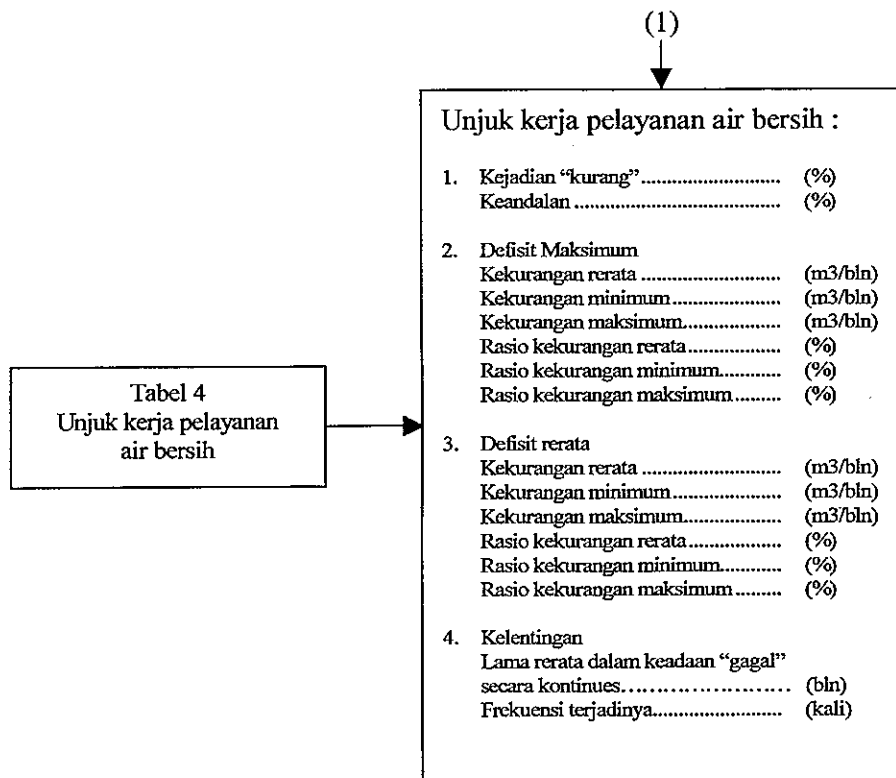 (1)
Unjuk kerja pelayanan air bersih :
1. Kejadian “kurang”........................... (%)
Keandalan ........................................ (%)
2. Defisit Maksimum
Kekurangan rerata ........................... (m3/bln)
Kekurangan minimum..................... (m3/bln)
Kekurangan maksimum................... (m3/bln)
Rasio kekurangan rerata.................. (%)
Rasio kekurangan minimum............ (%)
Rasio kekurangan maksimum ......... (%)
Tabel 4
Unjuk kerja pelayanan
air bersih
3. Defisit rerata
Kekurangan rerata ........................... (m3/bln)
Kekurangan minimum..................... (m3/bln)
Kekurangan maksimum................... (m3/bln)
Rasio kekurangan rerata.................. (%)
Rasio kekurangan minimum............ (%)
Rasio kekurangan maksimum ......... (%)
4. Kelentingan
Lama rerata dalam keadaan “gagal”
secara kontinues........................ (bln)
Frekuensi terjadinya......................... (kali)